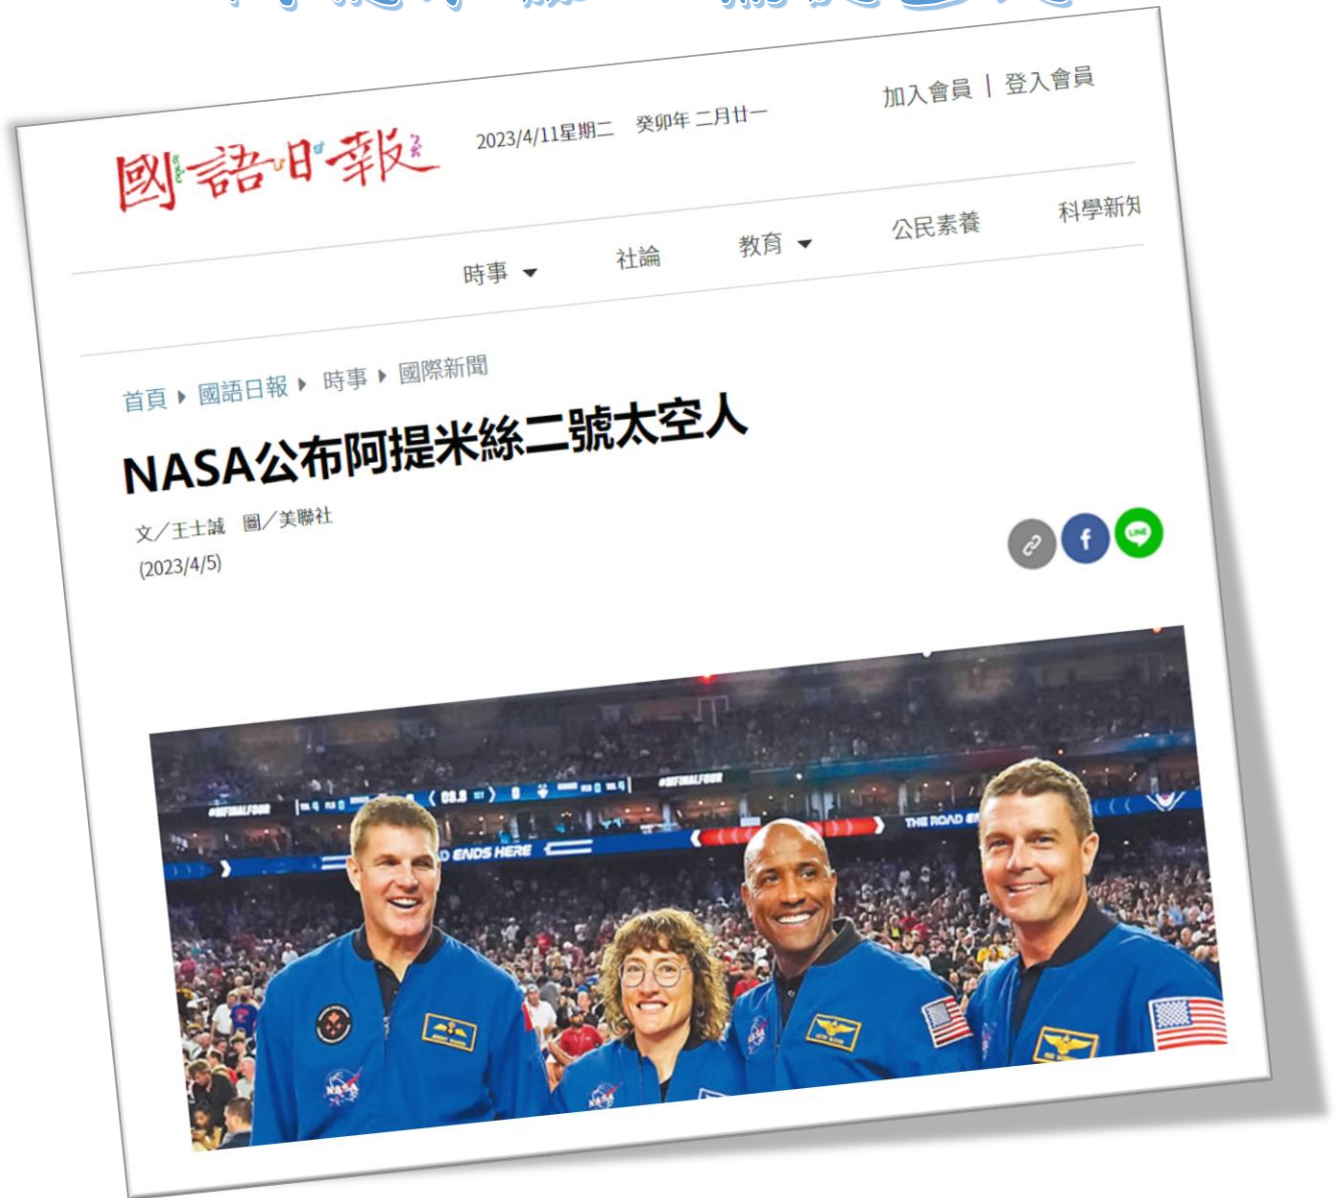 國語日報
2023/4/11星期二 癸卯年 二月廿一
加入會員 | 登入會員
時事 社論 教育 公民素養 科學新知
首頁 國語日報 時事 國際新聞
NASA公布阿提米絲二號太空人
文／王士誠 圖／美聯社
(2023/4/5)
LINE
#MFINALFOUR
#MFINALFOUR
D ENDS HERE
THE ROAD
NASA